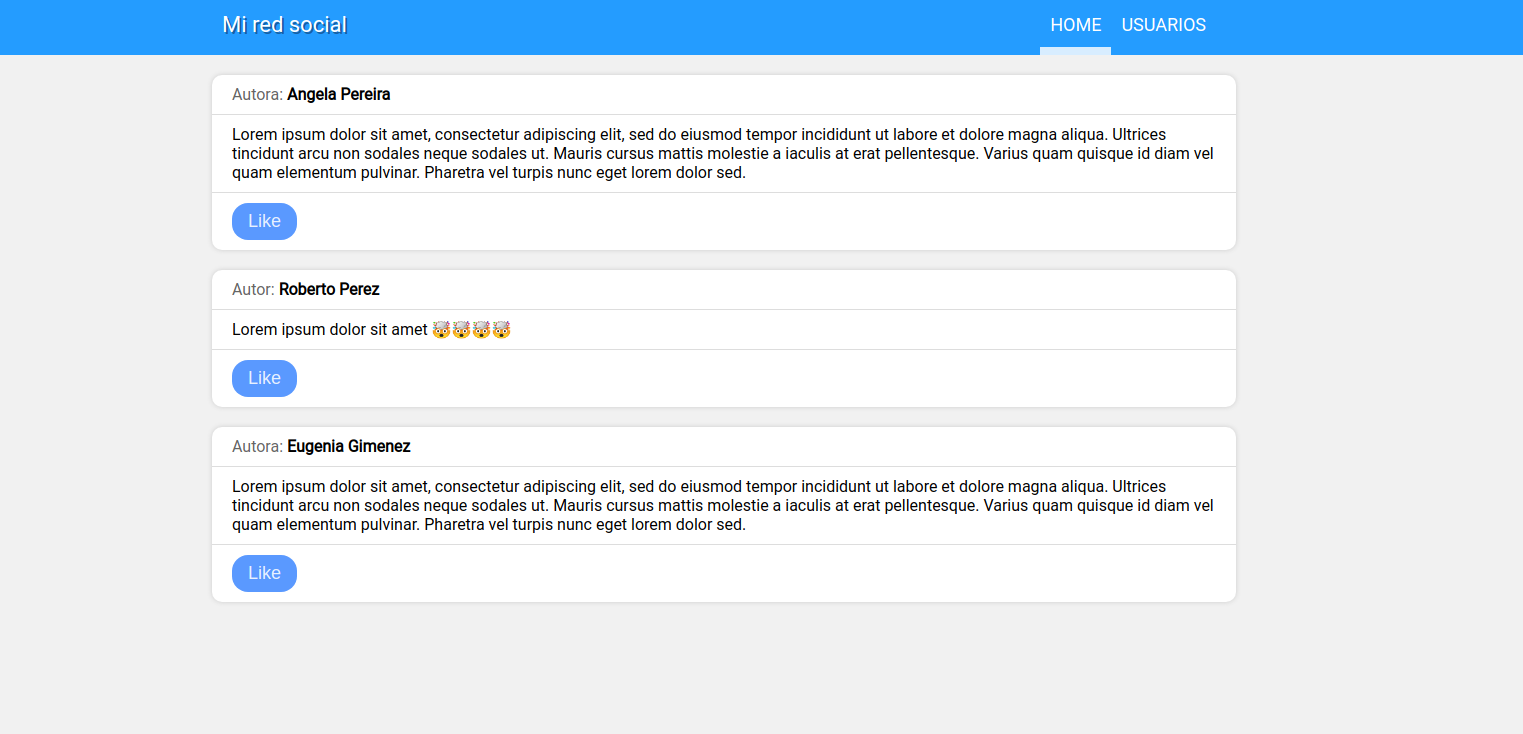 Mi red social
HOME USUARIOS
Autora: Angela Pereira
Lorem ipsum dolor sit amet, consectetur adipiscing elit, sed do eiusmod tempor incididunt ut labore et dolore magna aliqua. Ultrices
tincidunt arcu non sodales neque sodales ut. Mauris cursus mattis molestie a iaculis at erat pellentesque. Varius quam quisque id diam vel
quam elementum pulvinar. Pharetra vel turpis nunc eget lorem dolor sed.
Like
Autor: Roberto Perez
Lorem ipsum dolor sit amet 🤯🤯🤯🤯
Like
Autora: Eugenia Gimenez
Lorem ipsum dolor sit amet, consectetur adipiscing elit, sed do eiusmod tempor incididunt ut labore et dolore magna aliqua. Ultrices
tincidunt arcu non sodales neque sodales ut. Mauris cursus mattis molestie a iaculis at erat pellentesque. Varius quam quisque id diam vel
quam elementum pulvinar. Pharetra vel turpis nunc eget lorem dolor sed.
Like